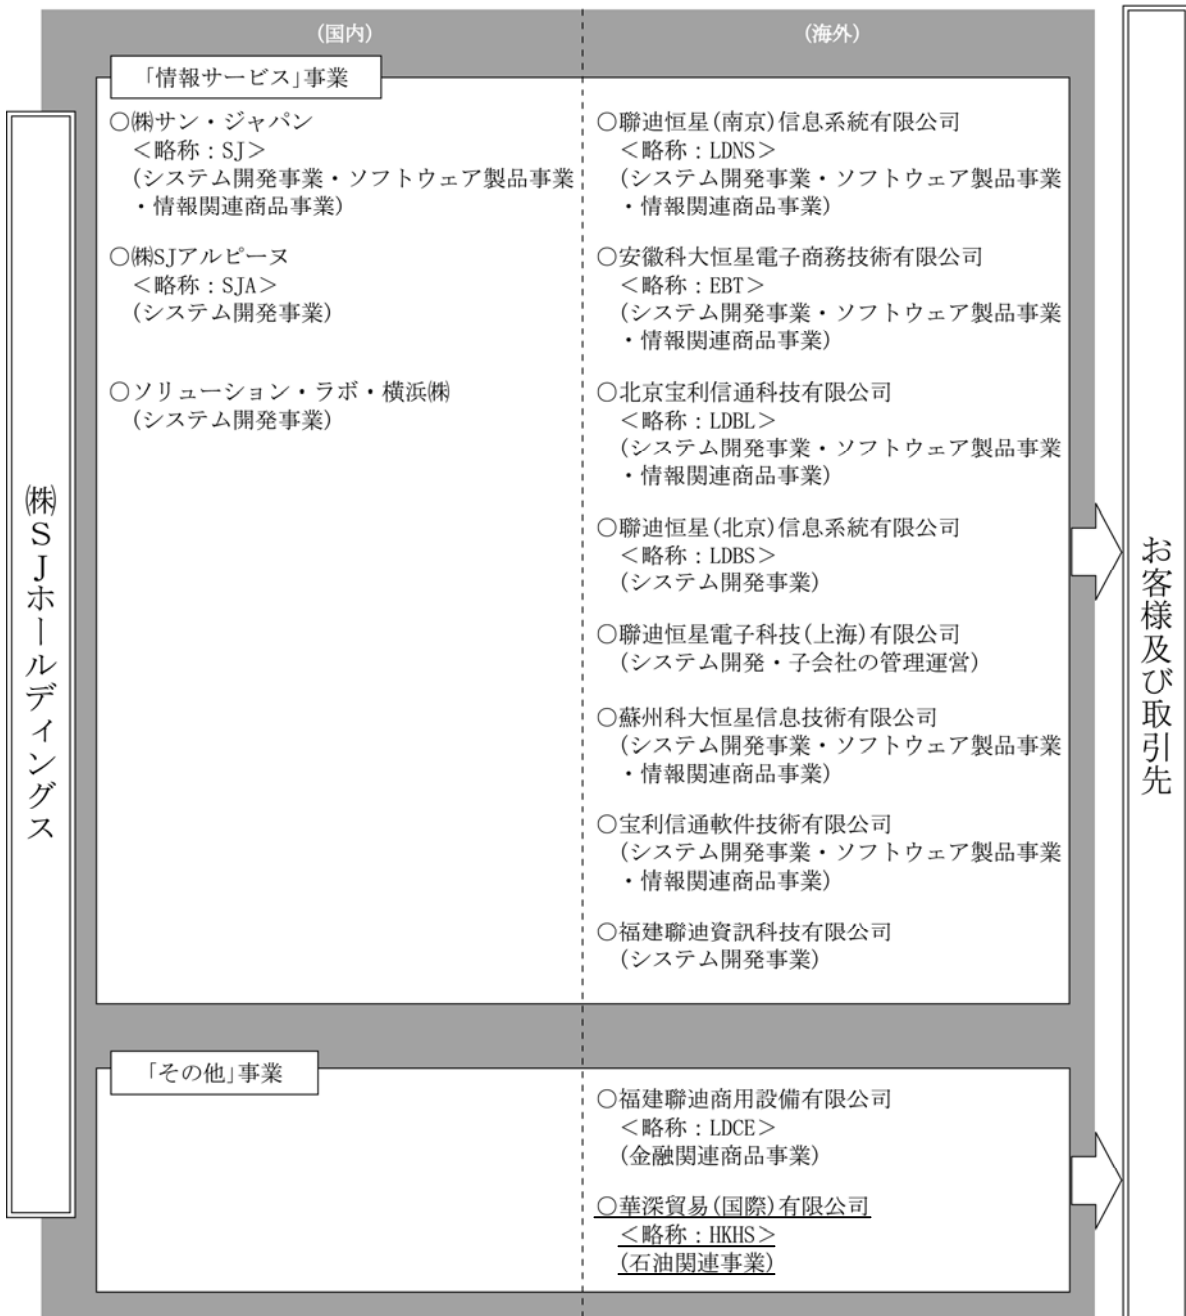 (国内)
(海外)
「情報サービス」事業
○㈱サン・ジャパン
<略称：SJ>
(システム開発事業・ソフトウェア製品事業
・情報関連商品事業)
○㈱SJアルピーヌ
<略称：SJA>
(システム開発事業)
○ソリューション・ラボ・横浜㈱
(システム開発事業)
○聯迪恒星(南京)信息系統有限公司
<略称：LDNS>
(システム開発事業・ソフトウェア製品事業
・情報関連商品事業)
○安徽科大恒星電子商務技術有限公司
<略称：EBT>
(システム開発事業・ソフトウェア製品事業
・情報関連商品事業)
○北京宝利信通科技有限公司
<略称：LDBL>
(システム開発事業・ソフトウェア製品事業
・情報関連商品事業)
○聯迪恒星(北京)信息系統有限公司
<略称：LDBS>
(システム開発事業)
○聯迪恒星電子科技(上海)有限公司
(システム開発・子会社の管理運営)
○蘇州科大恒星信息技術有限公司
(システム開発事業・ソフトウェア製品事業
・情報関連商品事業)
○宝利信通軟件技術有限公司
(システム開発事業・ソフトウェア製品事業
・情報関連商品事業)
○福建聯迪資訊科技有限公司
(システム開発事業)
「その他」事業
○福建聯迪商用設備有限公司
<略称：LDCE>
(金融関連商品事業)
○華深貿易(国際)有限公司
<略称：HKHS>
(石油関連事業)
㈱SJホールディングス
お客様及び取引先